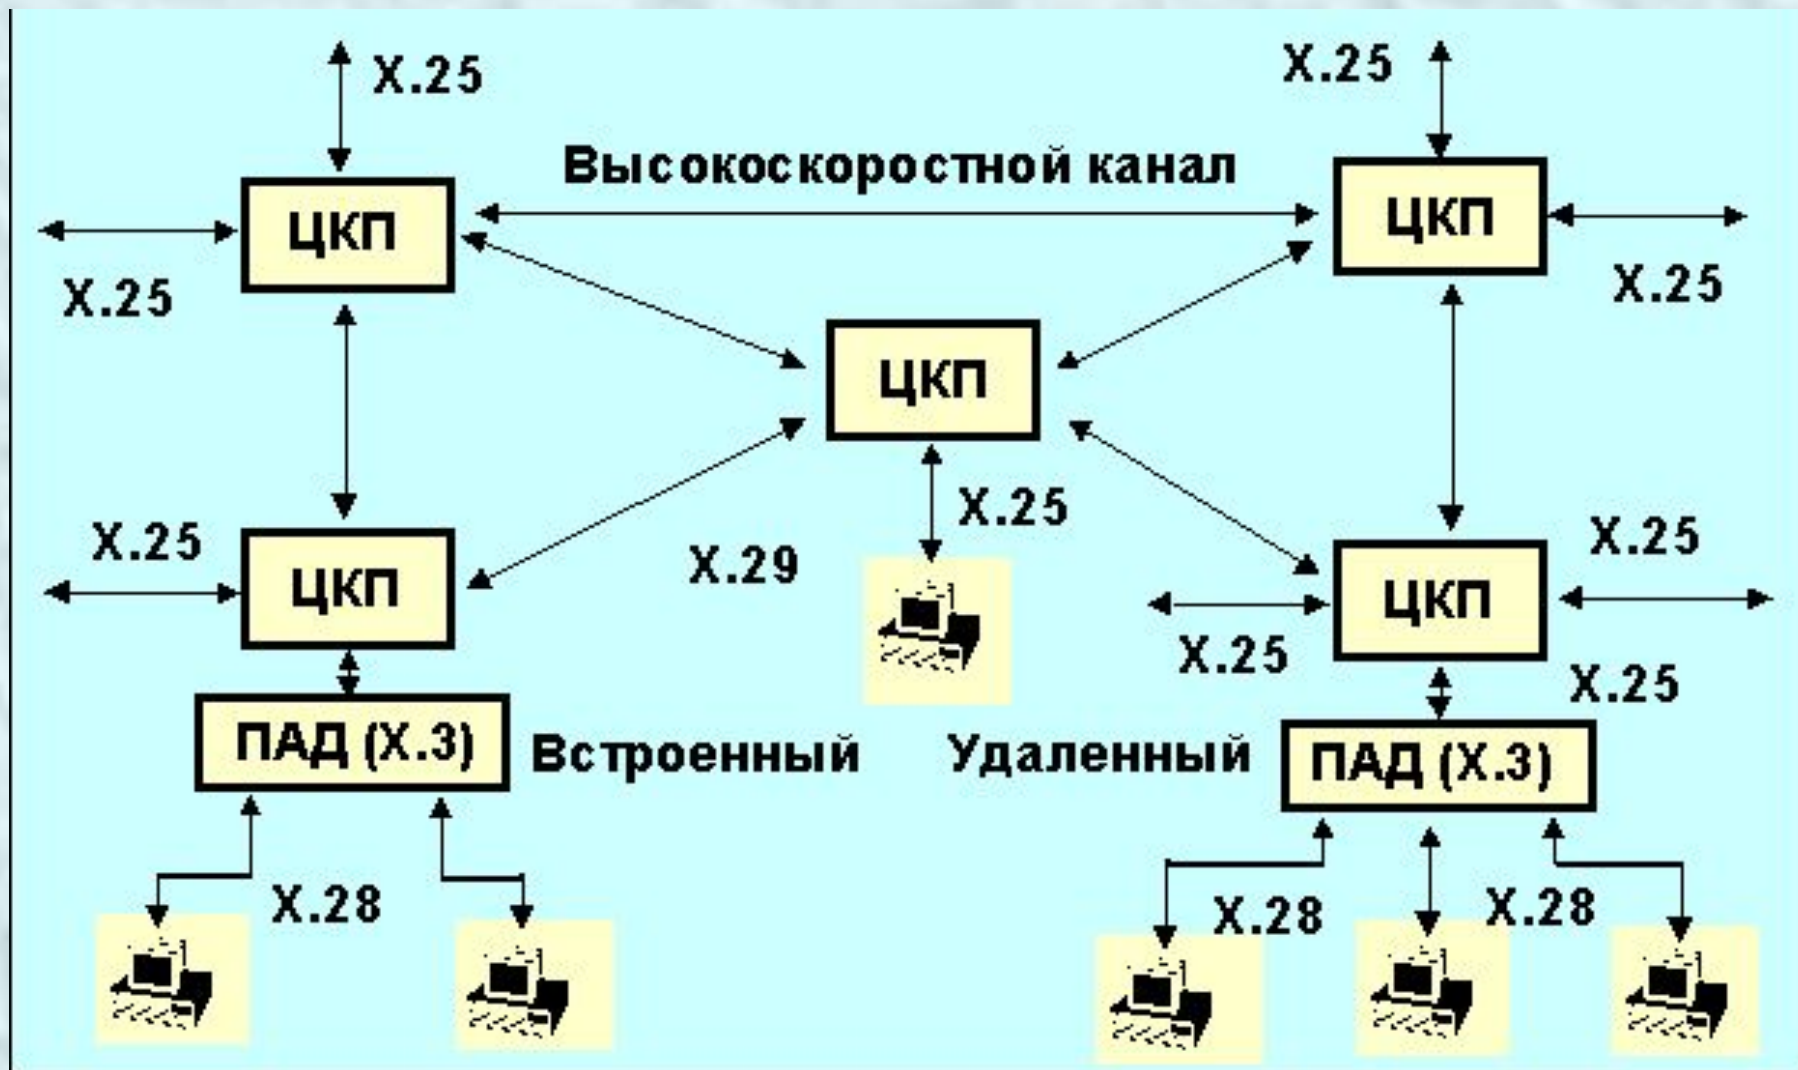 X.25
X.25
Высокоскоростной канал
ЦКП
ЦКП
X.25
X.25
ЦКП
X.25
X.25
X.25
X.29
ЦКП
ЦКП
X.25
X.25
ПАД (X.3)
Встроенный
Удаленный
ПАД (X.3)
X.28
X.28
X.28